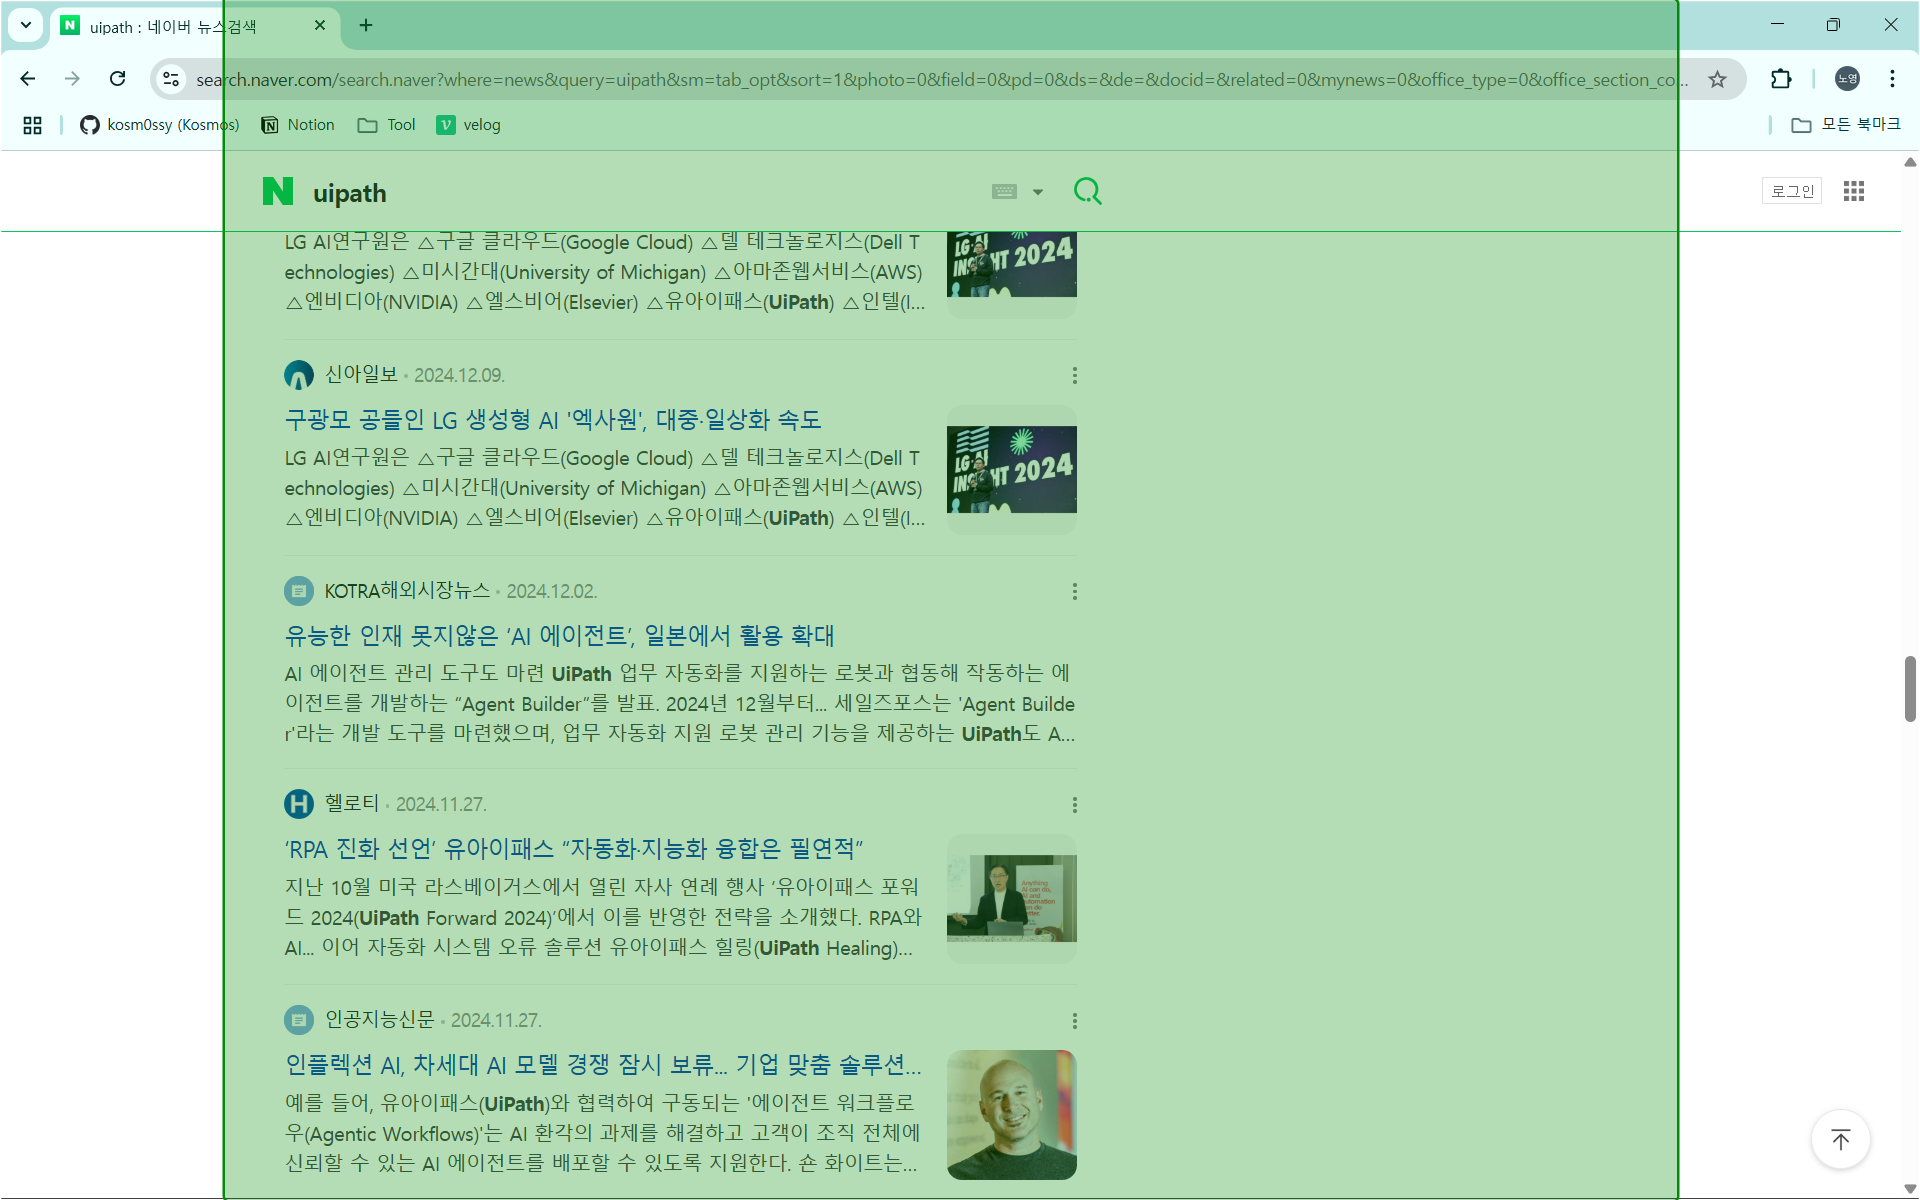 uipath : 네이버 뉴스검색
search.naver.com/search.naver?where=news&query=uipath&sm=tab_opt&sort=1&photo=0&field=0&pd=0&ds=&de=&docid=&related=0&mynews=0&office_type=0&office_section_co...
노영
kosm0ssy (Kosmos)
Notion
Tool
velog
모든 북마크
uipath
로그인
LG AI연구원은 △구글 클라우드(Google Cloud) △델 테크놀로지스(Dell T
echnologies) △미시간대(University of Michigan) △아마존웹서비스(AWS)
△엔비디아(NVIDIA) △엘스비어(Elsevier) △유아이패스(UiPath) △인텔(I...
신아일보 · 2024.12.09.
구광모 공들인 LG 생성형 AI '엑사원', 대중·일상화 속도
LG AI연구원은 △구글 클라우드(Google Cloud) △델 테크놀로지스(Dell T
echnologies) △미시간대(University of Michigan) △아마존웹서비스(AWS)
△엔비디아(NVIDIA) △엘스비어(Elsevier) △유아이패스(UiPath) △인텔(I...
LG AI
INSIGHT 2024
KOTRA해외시장뉴스 · 2024.12.02.
유능한 인재 못지않은 ‘AI 에이전트’, 일본에서 활용 확대
AI 에이전트 관리 도구도 마련 UiPath 업무 자동화를 지원하는 로봇과 협동해 작동하는 에
이전트를 개발하는 “Agent Builder”를 발표. 2024년 12월부터... 세일즈포스는 'Agent Builde
r'라는 개발 도구를 마련했으며, 업무 자동화 지원 로봇 관리 기능을 제공하는 UiPath도 A...
헬로티 · 2024.11.27.
‘RPA 진화 선언’ 유아이패스 “자동화·지능화 융합은 필연적”
지난 10월 미국 라스베이거스에서 열린 자사 연례 행사 ‘유아이패스 포워
드 2024(UiPath Forward 2024)’에서 이를 반영한 전략을 소개했다. RPA와
AI... 이어 자동화 시스템 오류 솔루션 유아이패스 힐링(UiPath Healing)...
인공지능신문 · 2024.11.27.
인플렉션 AI, 차세대 AI 모델 경쟁 잠시 보류... 기업 맞춤 솔루션...
예를 들어, 유아이패스(UiPath)와 협력하여 구동되는 '에이전트 워크플로
우(Agentic Workflows)'는 AI 환각의 과제를 해결하고 고객이 조직 전체에
신뢰할 수 있는 AI 에이전트를 배포할 수 있도록 지원한다. 숀 화이트는...